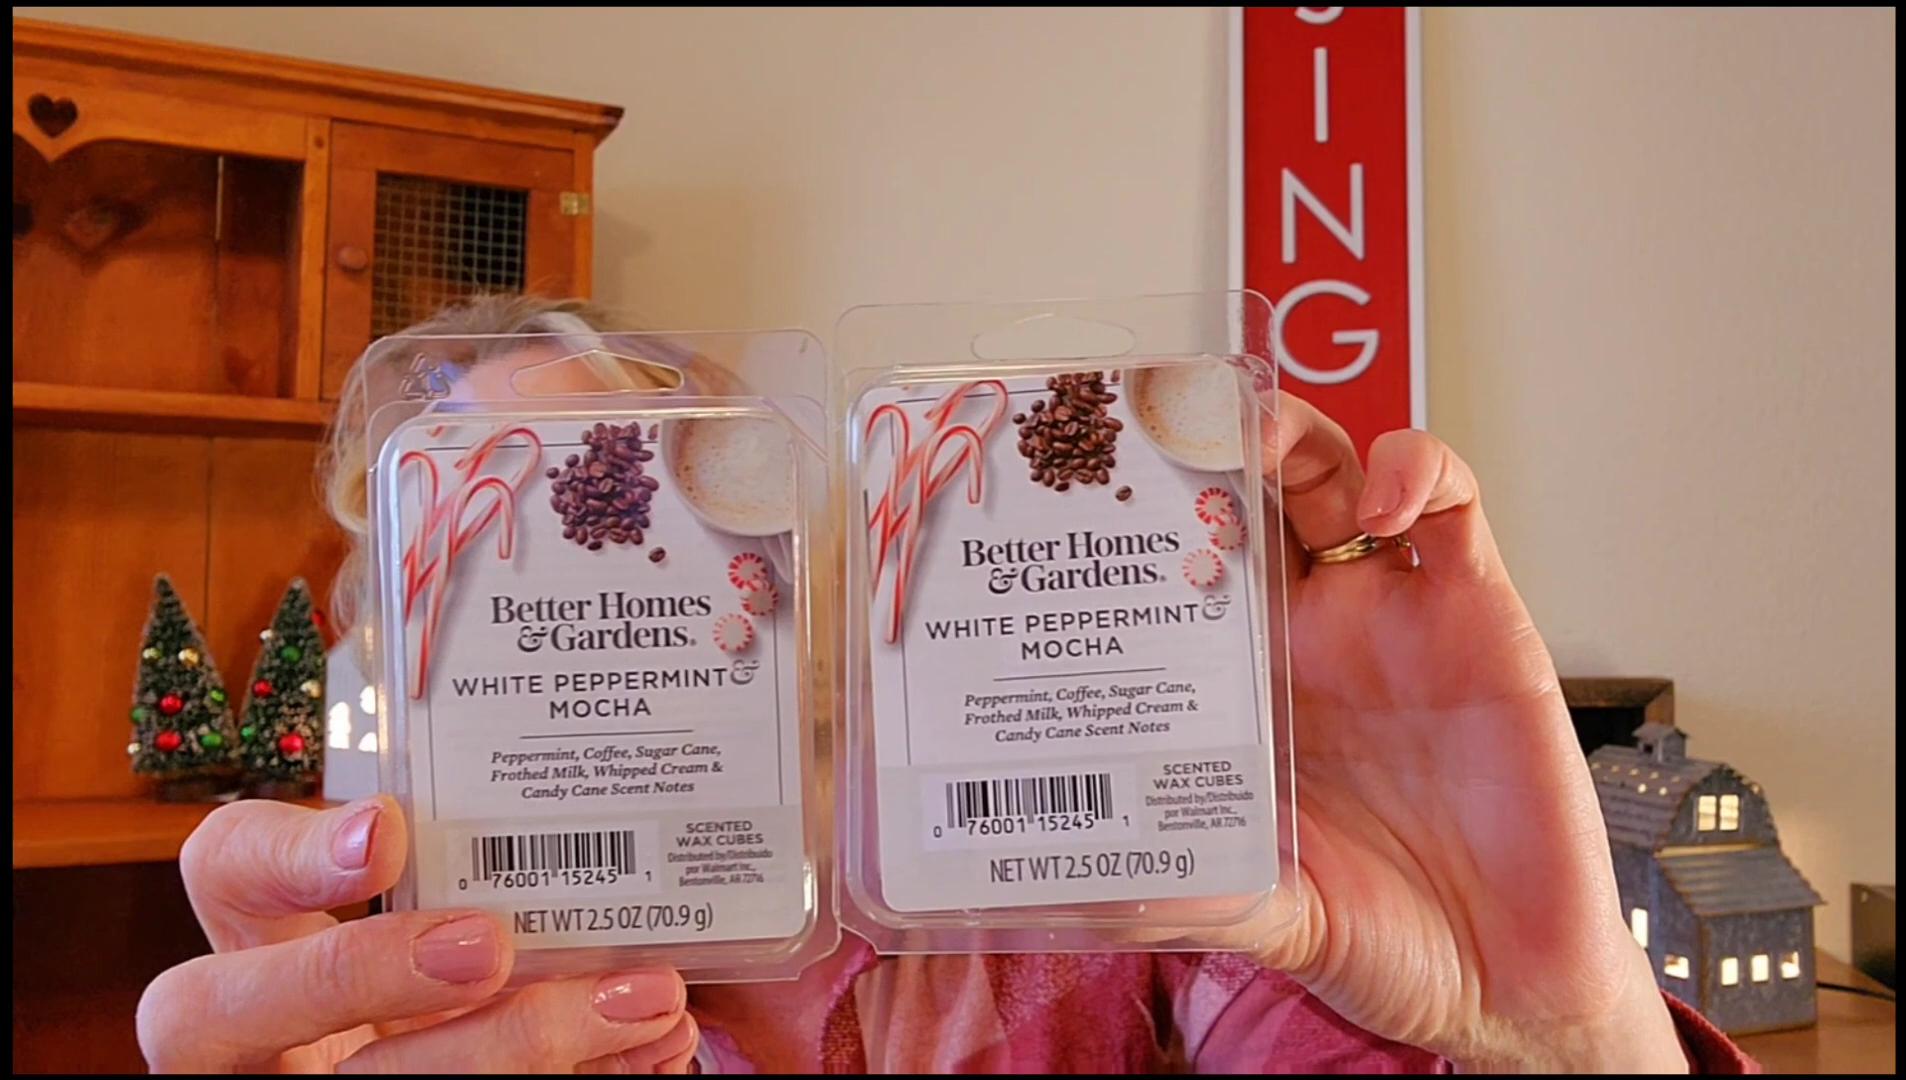 S
I
N
G
Better Homes
& Gardens®
WHITE PEPPERMINT &
MOCHA
Peppermint, Coffee, Sugar Cane,
Frothed Milk, Whipped Cream &
Candy Cane Scent Notes
SCENTED
WAX CUBES
Distributed by/Distribuido
por Walmart Inc.,
Bentonville, AR 72716
0 76001 15245 1
NET WT 2.5 OZ (70.9 g)
Better Homes
& Gardens®
WHITE PEPPERMINT &
MOCHA
Peppermint, Coffee, Sugar Cane,
Frothed Milk, Whipped Cream &
Candy Cane Scent Notes
SCENTED
WAX CUBES
Distributed by/Distribuido
por Walmart Inc.,
Bentonville, AR 72716
0 76001 15245 1
NET WT 2.5 OZ (70.9 g)